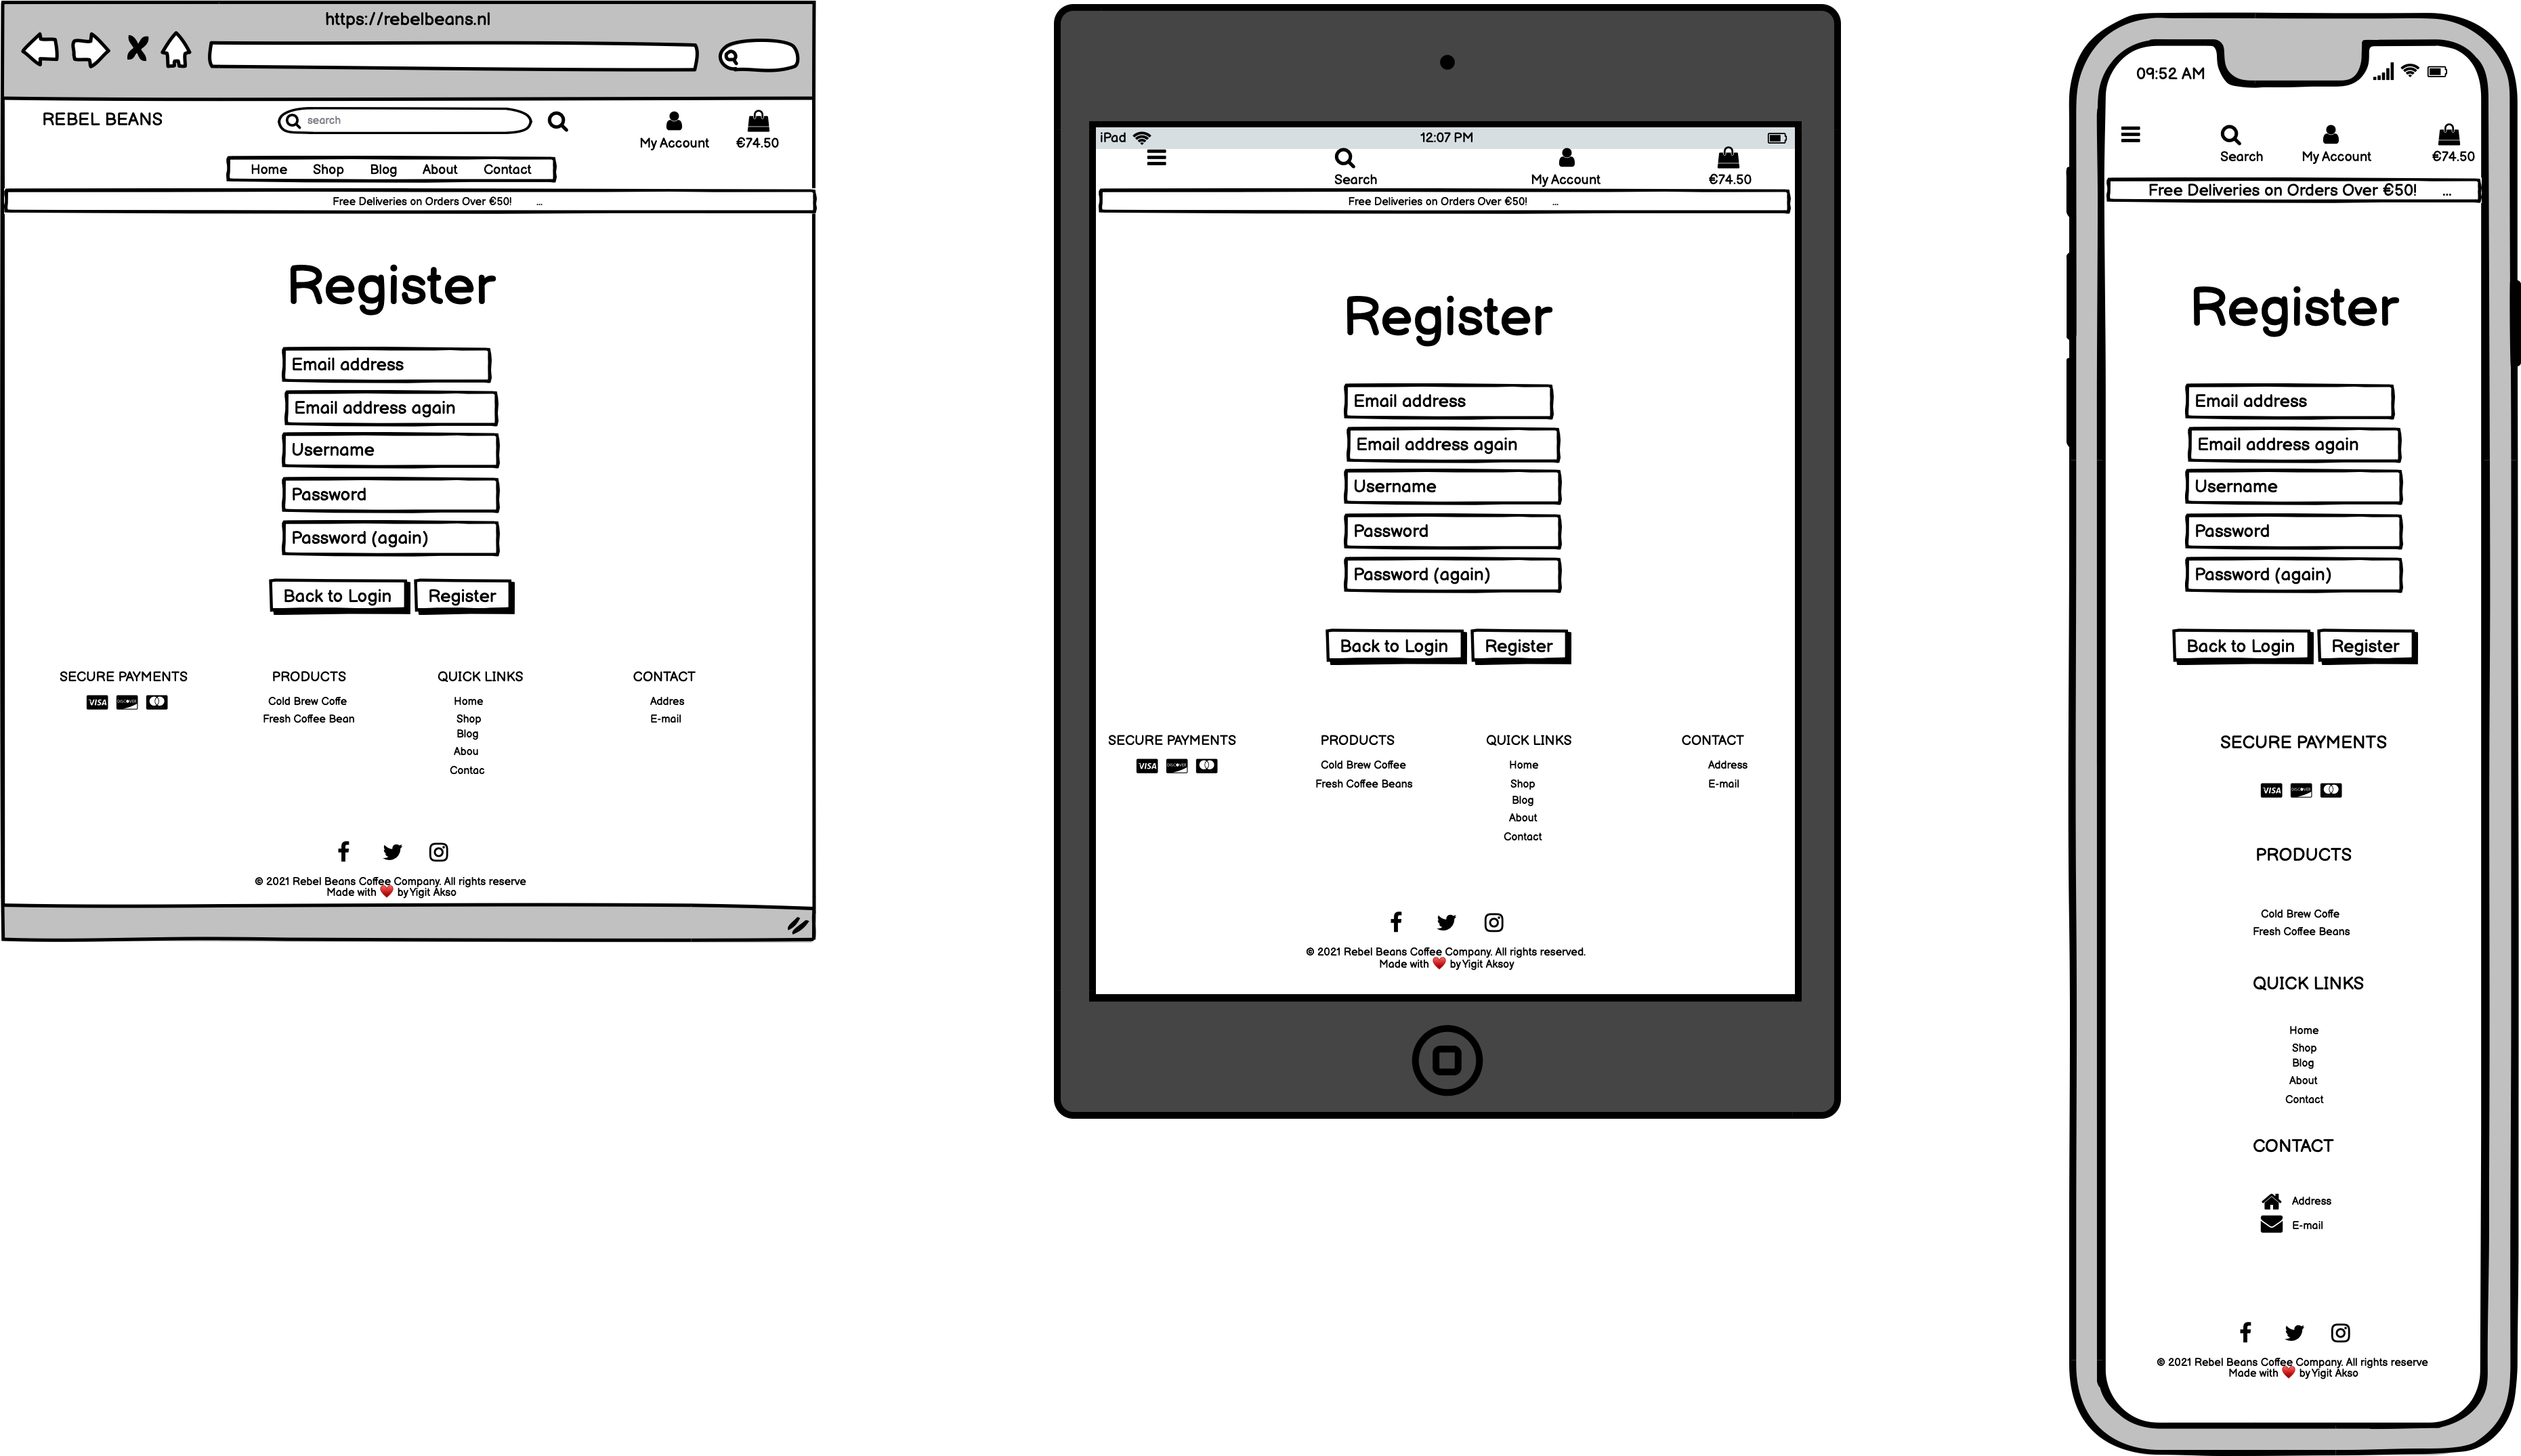 https://rebelbeans.nl
REBEL BEANS
search
My Account
€74.50
Home Shop Blog About Contact
Free Deliveries on Orders Over €50! ...
Register
Email address
Email address again
Username
Password
Password (again)
Back to Login Register
SECURE PAYMENTS PRODUCTS QUICK LINKS CONTACT
VISA DISCOVER Cold Brew Coffe Home Addres
Fresh Coffee Bean Shop E-mail
Blog
Abou
Contac
© 2021 Rebel Beans Coffee Company. All rights reserve
Made with ♥ by Yigit Akso
iPad 12:07 PM
Search My Account €74.50
Free Deliveries on Orders Over €50! ...
Register
Email address
Email address again
Username
Password
Password (again)
Back to Login Register
SECURE PAYMENTS PRODUCTS QUICK LINKS CONTACT
VISA DISCOVER Cold Brew Coffee Home Address
Fresh Coffee Beans Shop E-mail
Blog
About
Contact
© 2021 Rebel Beans Coffee Company. All rights reserved.
Made with ♥ by Yigit Aksoy
09:52 AM
Search My Account €74.50
Free Deliveries on Orders Over €50! ...
Register
Email address
Email address again
Username
Password
Password (again)
Back to Login Register
SECURE PAYMENTS
VISA DISCOVER
PRODUCTS
Cold Brew Coffe
Fresh Coffee Beans
QUICK LINKS
Home
Shop
Blog
About
Contact
CONTACT
Address
E-mail
© 2021 Rebel Beans Coffee Company. All rights reserve
Made with ♥ by Yigit Akso